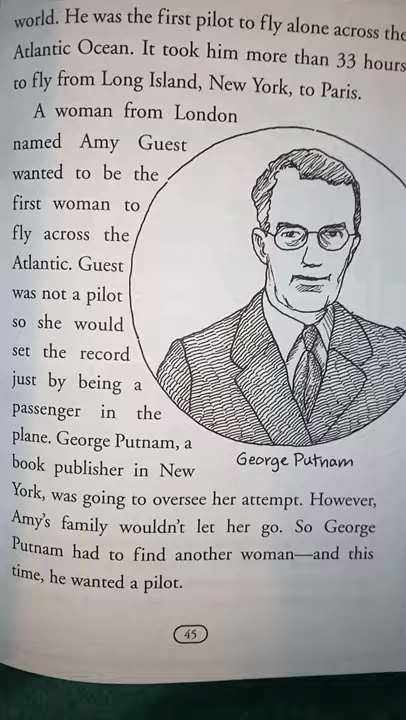 world. He was the first pilot to fly alone across the
Atlantic Ocean. It took him more than 33 hours
to fly from Long Island, New York, to Paris.
A woman from London
named Amy Guest
wanted to be the
first woman to
fly across the
Atlantic. Guest
was not a pilot
so she would
set the record
just by being a
passenger in the
plane. George Putnam, a
book publisher in New
York, was going to oversee her attempt. However,
Amy's family wouldn't let her go. So George
Putnam had to find another woman—and this
time, he wanted a pilot.
George Putnam
45